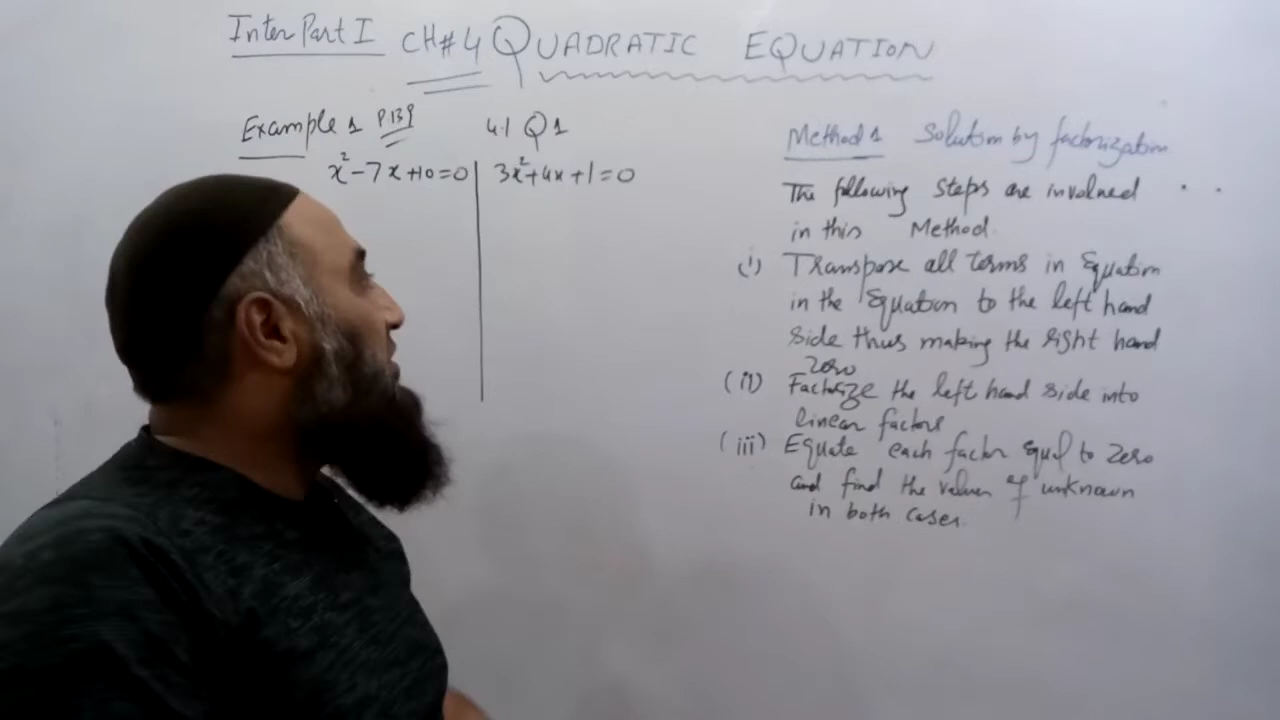 Inter Part I CH#4 QUADRATIC EQUATION
Example 1 P139
x²-7x+10=0
4.1 Q1
3x²+4x+1=0
Method 1 Solution by factorization
The following steps are involved
in this Method
(i) Transpose all terms in Equation
in the Equation to the left hand
side thus making the right hand
zero
(ii) Factorize the left hand side into
linear factors
(iii) Equate each factor equal to zero
and find the values of unknown
in both cases.